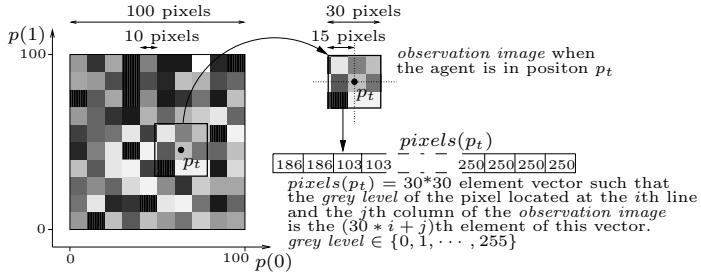 100 pixels
30 pixels
p(1)
10 pixels
15 pixels
100
observation image when
the agent is in positon p_t
p_t
p_t
pixels(p_t)
186 186 103 103 250 250 250 250
pixels(p_t) = 30*30 element vector such that
the grey level of the pixel located at the ith line
and the jth column of the observation image
is the (30 * i + j)th element of this vector.
grey level ∈ {0, 1, ⋯ , 255}
0
0
100
p(0)